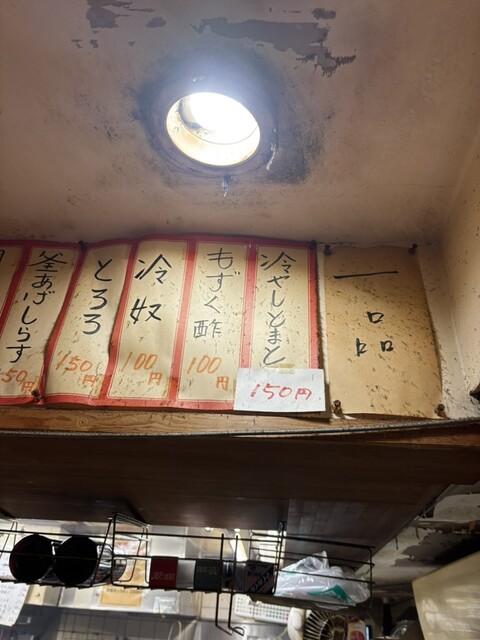 一品
冷やしとまと
150円
もずく酢
100円
冷奴
100円
とろろ
150円
釜あげしらす
50円